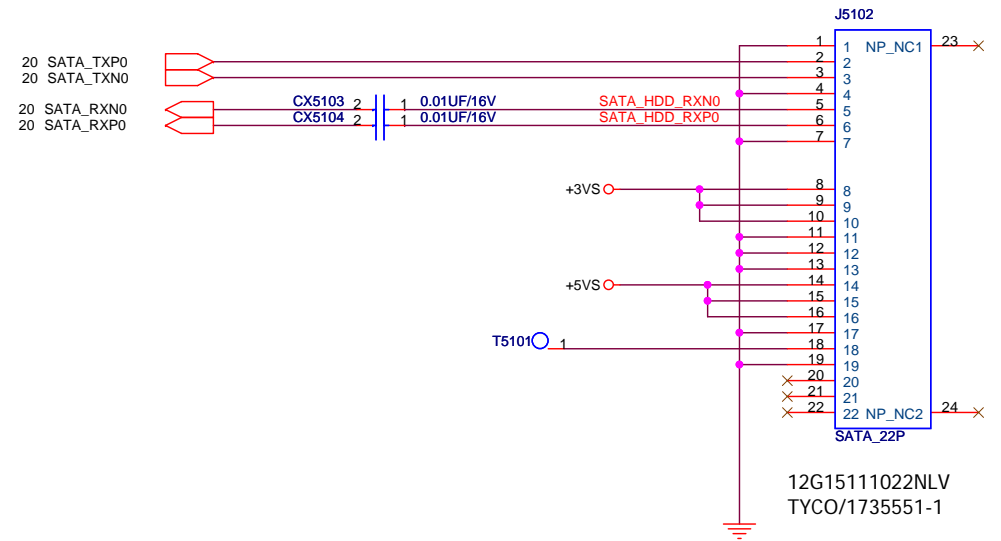 J5102
1 1 NP_NC1 23
20 SATA_TXP0 2 2
20 SATA_TXN0 3 3
4 4
20 SATA_RXN0 CX5103 2 1 0.01UF/16V SATA_HDD_RXN0 5 5
20 SATA_RXP0 CX5104 2 1 0.01UF/16V SATA_HDD_RXP0 6 6
7 7
+3VS 8 8
9 9
10 10
11 11
12 12
13 13
+5VS 14 14
15 15
16 16
17 17
T5101 1 18 18
19 19
20 20
21 21
22 22 NP_NC2 24
SATA_22P
12G15111022NLV
TYCO/1735551-1